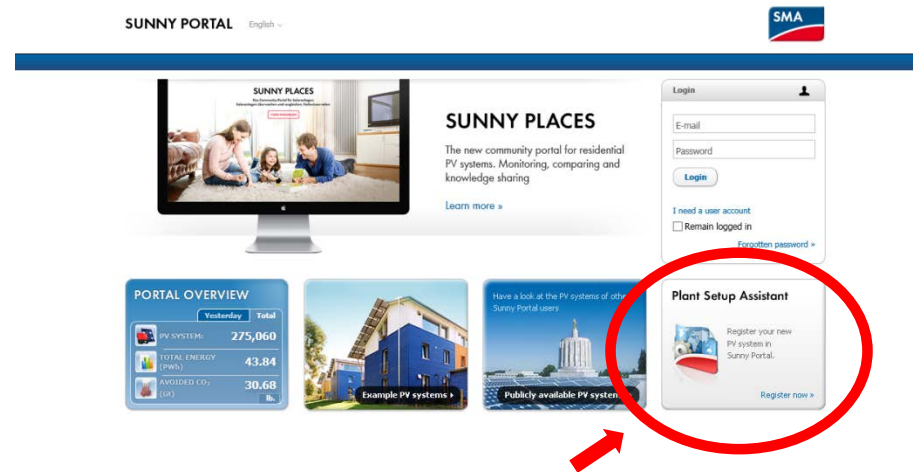 SUNNY PORTAL English
SMA
SUNNY PLACES
SUNNY PLACES
The new community portal for residential
PV systems. Monitoring, comparing and
knowledge sharing
Learn more »
Login
E-mail
Password
Login
I need a user account
Remain logged in
Forgotten password »
PORTAL OVERVIEW
Yesterday Total
PV SYSTEM: 275,060
TOTAL ENERGY
(PWh) 43.84
AVOIDED CO₂
(Gt) 30.68
lb.
Example PV systems
Have a look at the PV systems of other
Sunny Portal users
Publicly available PV systems
Plant Setup Assistant
Register your new
PV system in
Sunny Portal.
Register now »